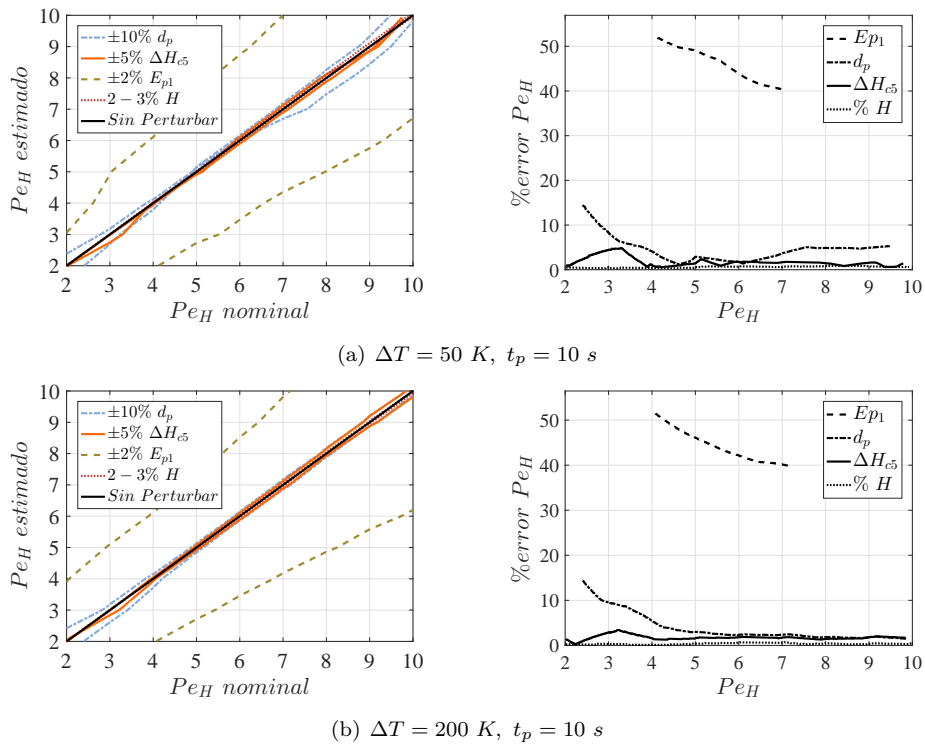 10
9
8
7
6
5
4
3
2
Pe_H estimado
±10% d_p
±5% ΔH_c5
±2% E_p1
2 − 3% H
Sin Perturbar
2 3 4 5 6 7 8 9 10
Pe_H nominal
50
40
30
20
10
0
%error Pe_H
Ep_1
d_p
ΔH_c5
% H
2 3 4 5 6 7 8 9 10
Pe_H
(a) ΔT = 50 K, t_p = 10 s
10
9
8
7
6
5
4
3
2
Pe_H estimado
±10% d_p
±5% ΔH_c5
±2% E_p1
2 − 3% H
Sin Perturbar
2 3 4 5 6 7 8 9 10
Pe_H nominal
50
40
30
20
10
0
%error Pe_H
Ep_1
d_p
ΔH_c5
% H
2 3 4 5 6 7 8 9 10
Pe_H
(b) ΔT = 200 K, t_p = 10 s